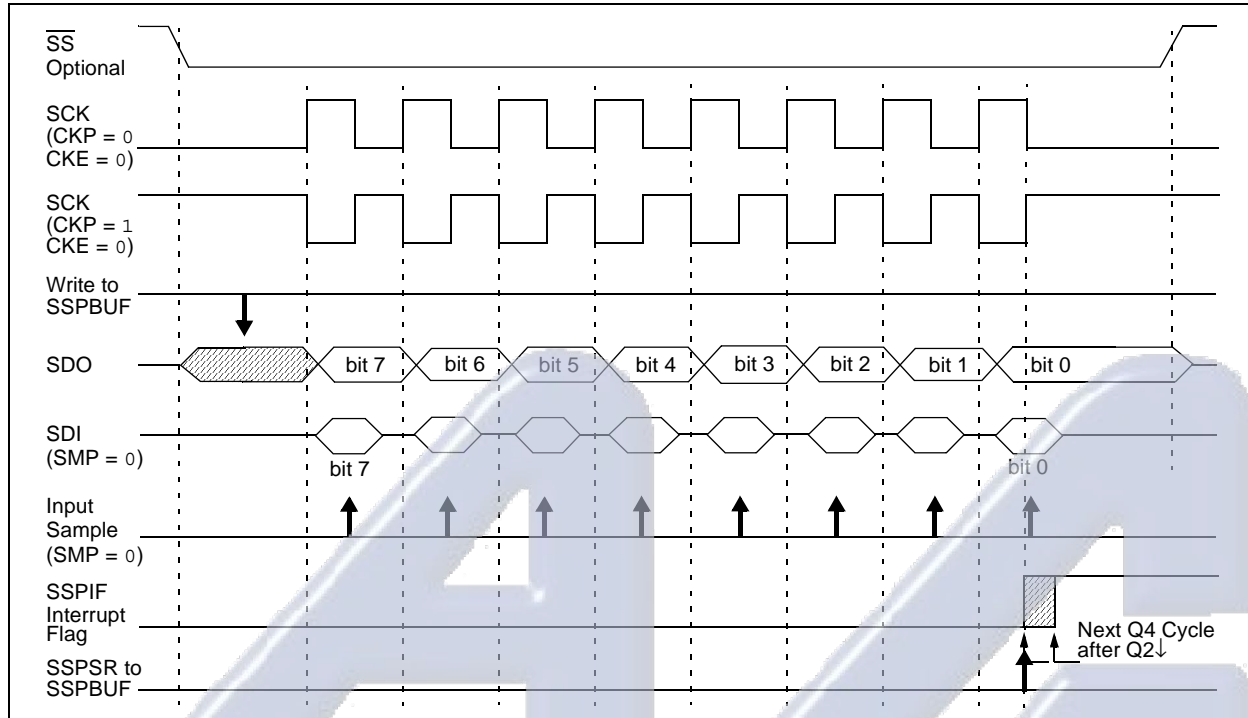 SS
Optional
SCK
(CKP = 0
CKE = 0)
SCK
(CKP = 1
CKE = 0)
Write to
SSPBUF
SDO
bit 7 bit 6 bit 5 bit 4 bit 3 bit 2 bit 1 bit 0
SDI
(SMP = 0)
bit 7 bit 0
Input
Sample
(SMP = 0)
SSPIF
Interrupt
Flag
Next Q4 Cycle
after Q2↓
SSPSR to
SSPBUF